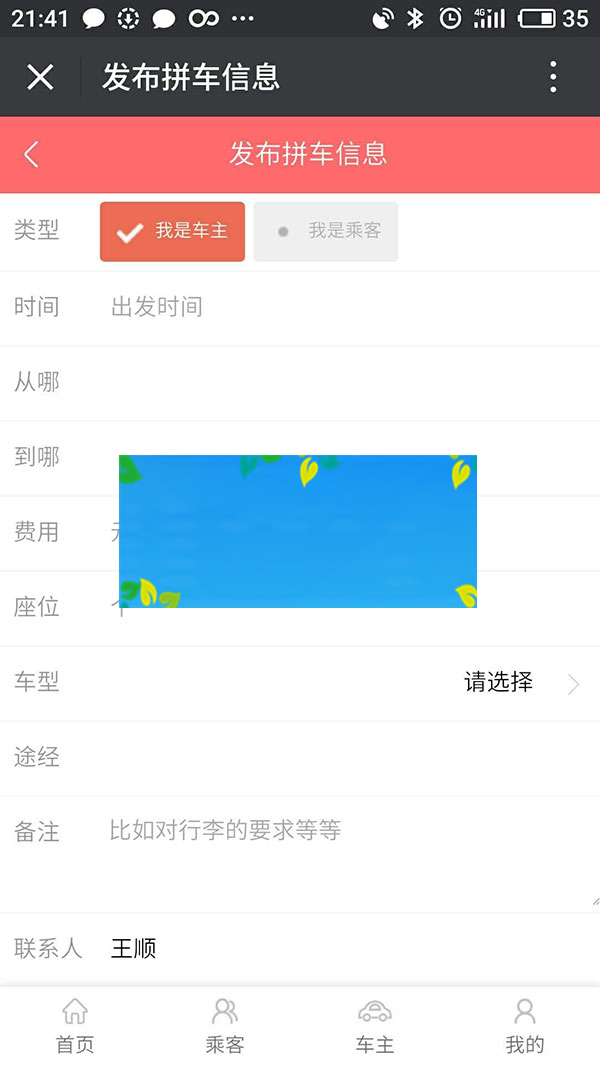 21:41
4G
35
发布拼车信息
发布拼车信息
类型 我是车主 我是乘客
时间 出发时间
从哪
到哪
费用
座位
车型 请选择
途经
备注 比如对行李的要求等等
联系人 王顺
首页 乘客 车主 我的